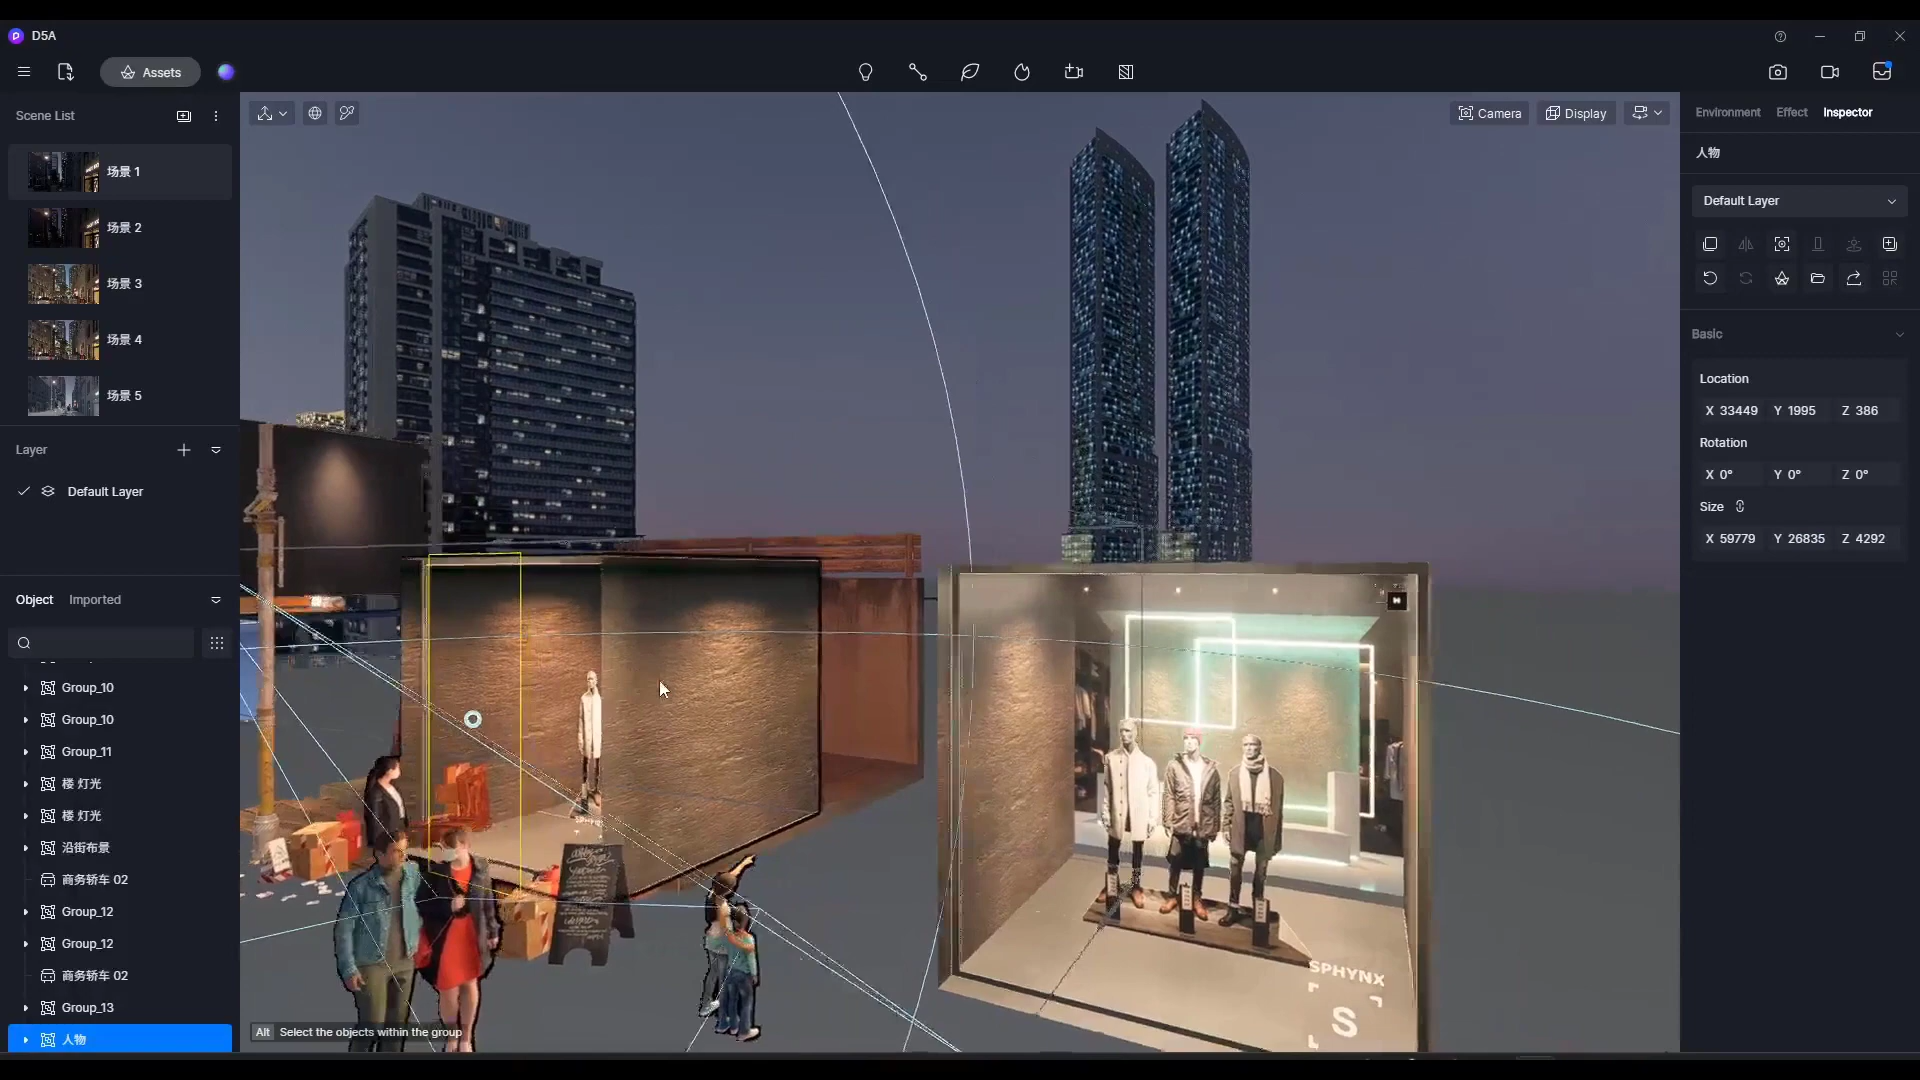 D5A
Assets
Scene List
Camera
Display
Environment
Effect
Inspector
场景 1
场景 2
场景 3
场景 4
场景 5
人物
Default Layer
Basic
Location
X 33449 Y 1995 Z 386
Rotation
X 0° Y 0° Z 0°
Size
X 59779 Y 26835 Z 4292
Layer
Default Layer
Object
Imported
Group_10
Group_10
Group_11
楼 灯光
楼 灯光
沿街布景
商务轿车 02
Group_12
Group_12
商务轿车 02
Group_13
人物
SPHYNX
S
Alt Select the objects within the group